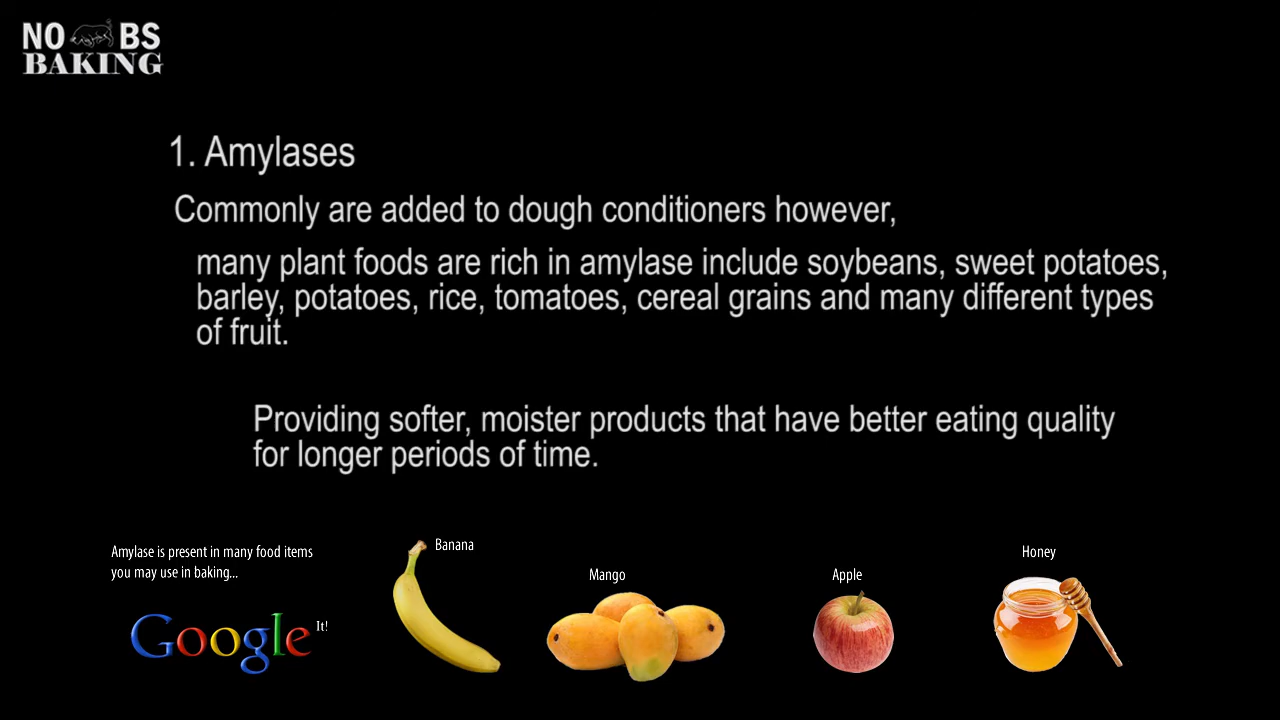 NO BS
BAKING
1. Amylases
Commonly are added to dough conditioners however,
many plant foods are rich in amylase include soybeans, sweet potatoes,
barley, potatoes, rice, tomatoes, cereal grains and many different types
of fruit.
Providing softer, moister products that have better eating quality
for longer periods of time.
Amylase is present in many food items
you may use in baking...
Google It!
Banana
Mango
Apple
Honey